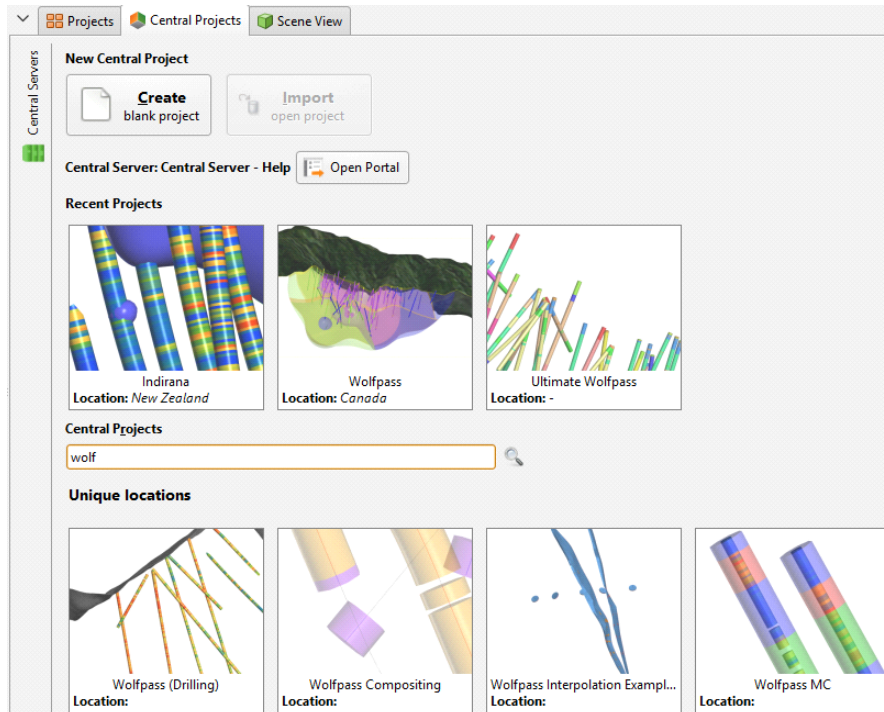 Projects
Central Projects
Scene View
Central Servers
New Central Project
Create
blank project
Import
open project
Central Server: Central Server - Help
Open Portal
Recent Projects
Indirana
Location: New Zealand
Wolfpass
Location: Canada
Ultimate Wolfpass
Location: -
Central Projects
wolf
Unique locations
Wolfpass (Drilling)
Location:
Wolfpass Compositing
Location:
Wolfpass Interpolation Exampl...
Location:
Wolfpass MC
Location: